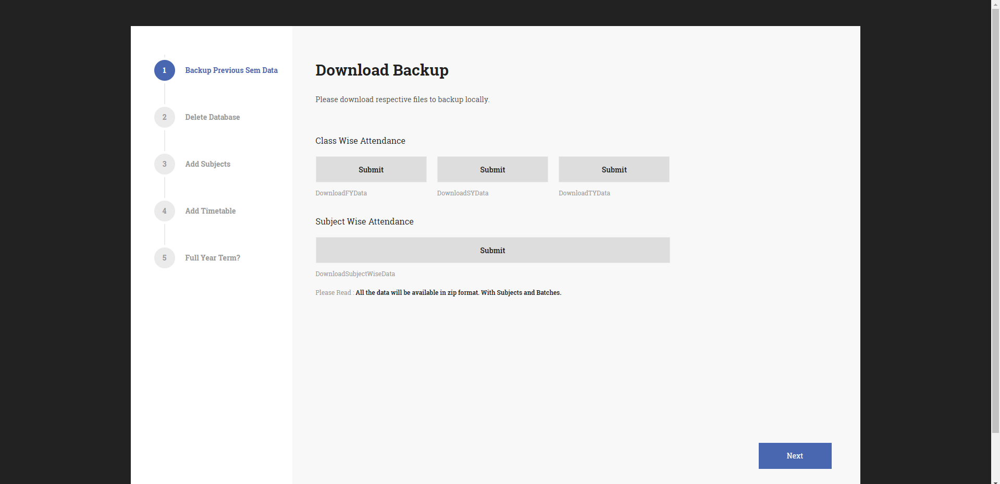 1 Backup Previous Sem Data
2 Delete Database
3 Add Subjects
4 Add Timetable
5 Full Year Term?
Download Backup
Please download respective files to backup locally.
Class Wise Attendance
Submit Submit Submit
DownloadFYData DownloadSYData DownloadTYData
Subject Wise Attendance
Submit
DownloadSubjectWiseData
Please Read : All the data will be available in zip format. With Subjects and Batches.
Next